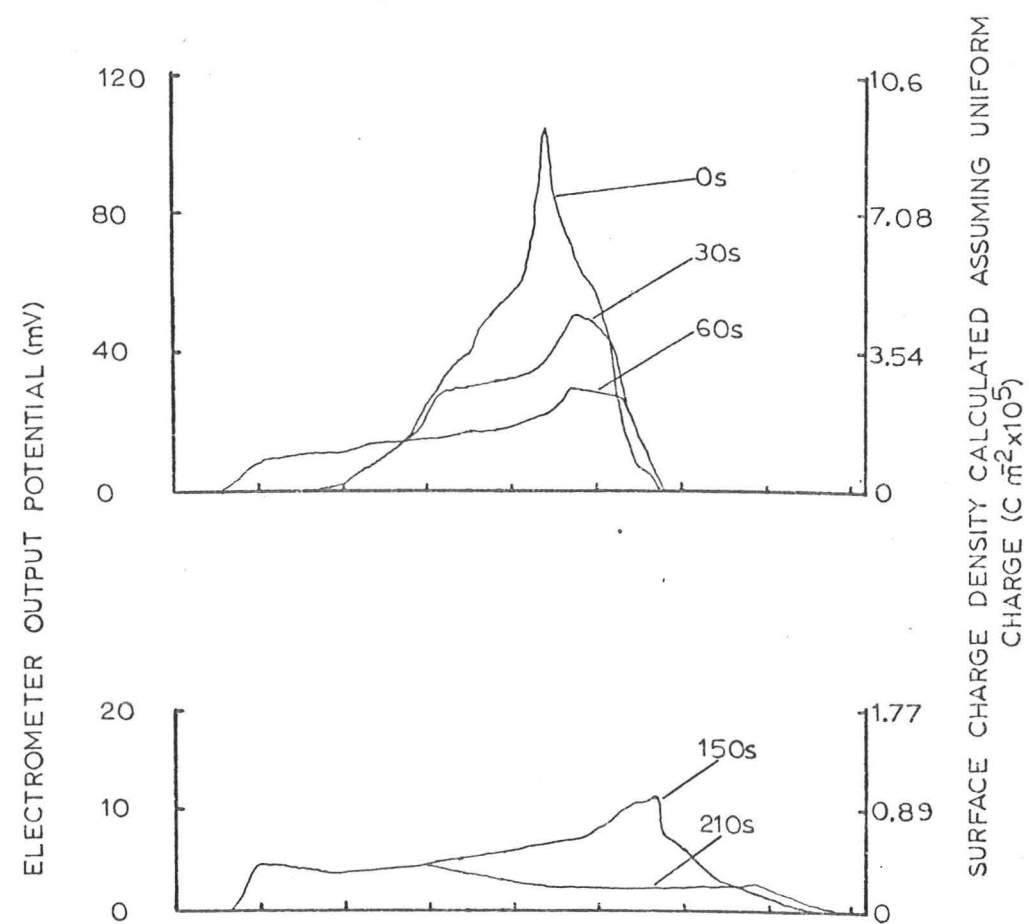 ELECTROMETER OUTPUT POTENTIAL (mV)
120
80
40
0
0s
30s
60s
10.6
7.08
3.54
0
20
10
0
150s
210s
1.77
0.89
0
SURFACE CHARGE DENSITY CALCULATED ASSUMING UNIFORM
CHARGE (C m̄²x10⁵)